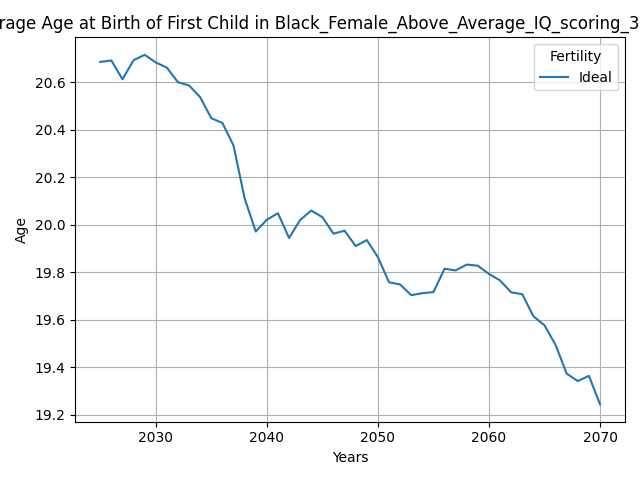 rage Age at Birth of First Child in Black_Female_Above_Average_IQ_scoring_3
Fertility
Ideal
20.6
20.4
20.2
20.0
19.8
19.6
19.4
19.2
Age
2030 2040 2050 2060 2070
Years